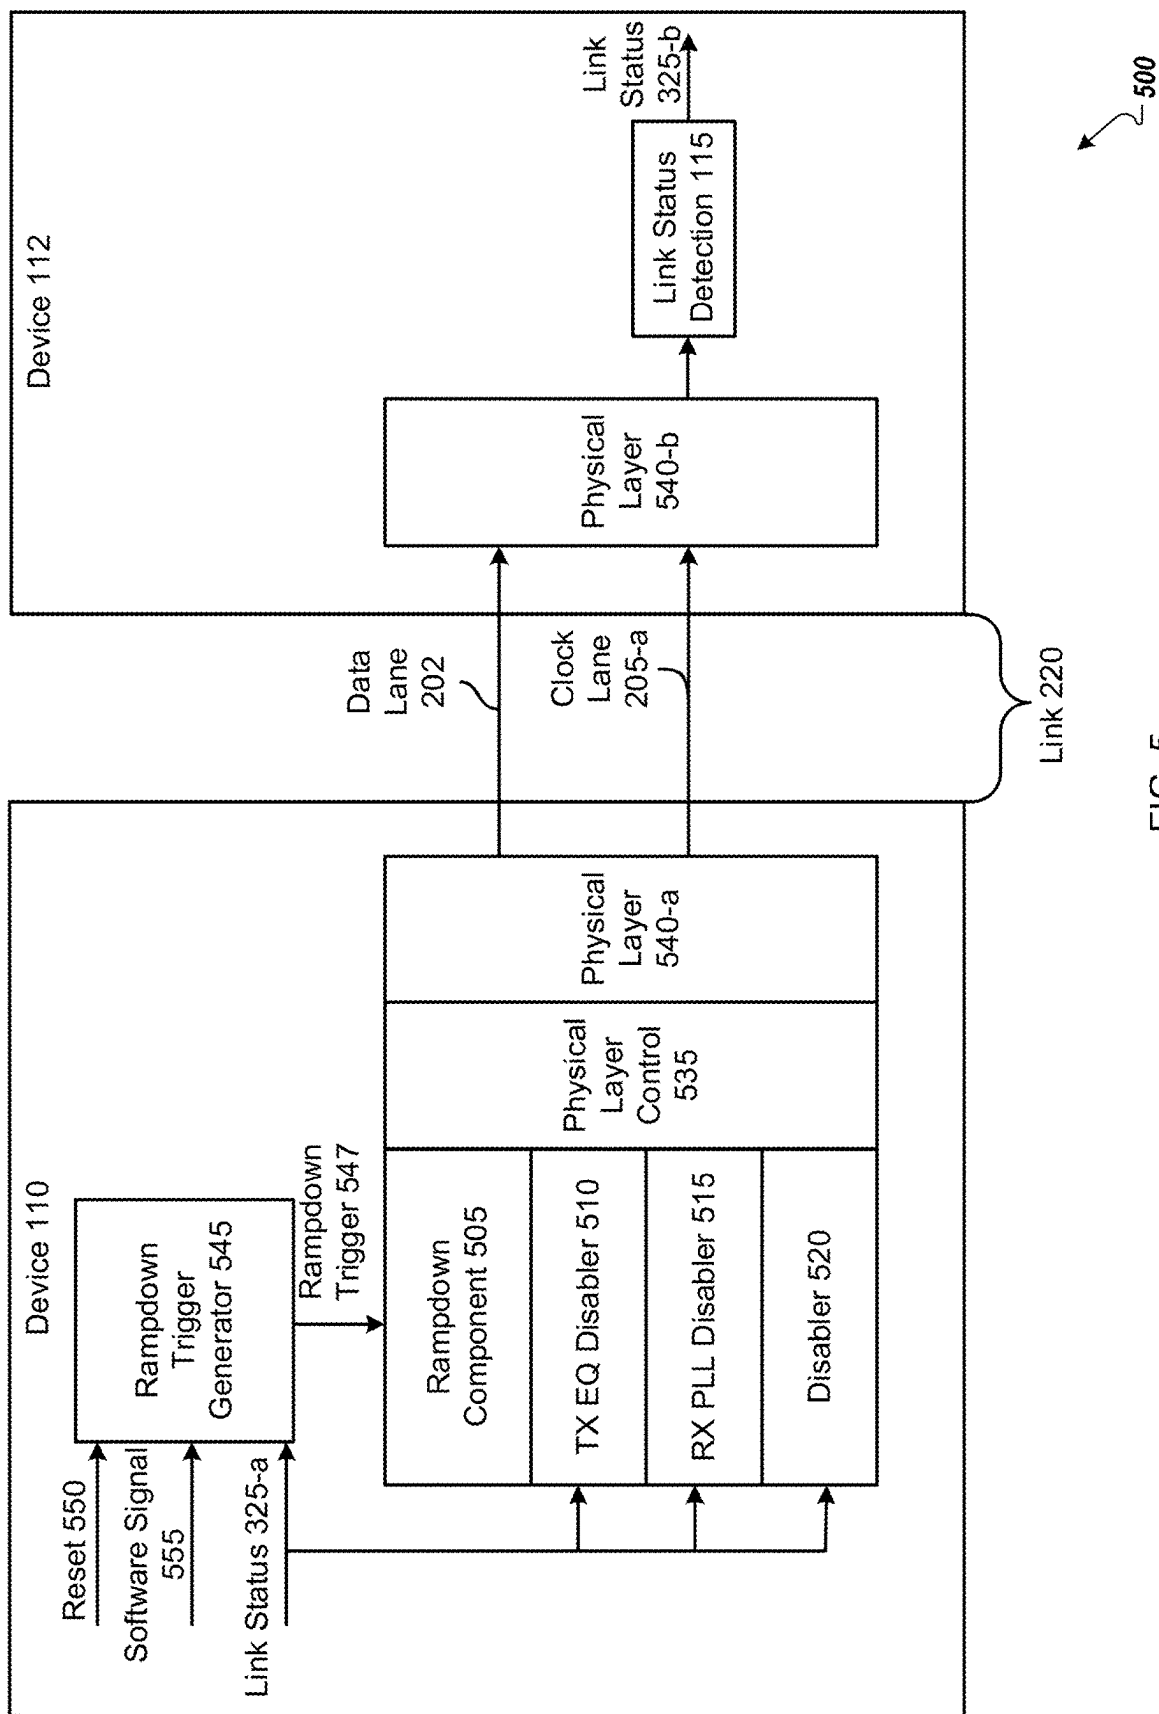 Device 110
Reset 550
Software Signal
555
Link Status 325-a
Rampdown
Trigger
Generator 545
Rampdown
Trigger 547
Rampdown
Component 505
TX EQ Disabler 510
RX PLL Disabler 515
Disabler 520
Physical
Layer
Control
535
Physical
Layer
540-a
Data
Lane
202
Clock
Lane
205-a
Link 220
Device 112
Physical
Layer
540-b
Link Status
Detection 115
Link
Status
325-b
500
FIG. 5